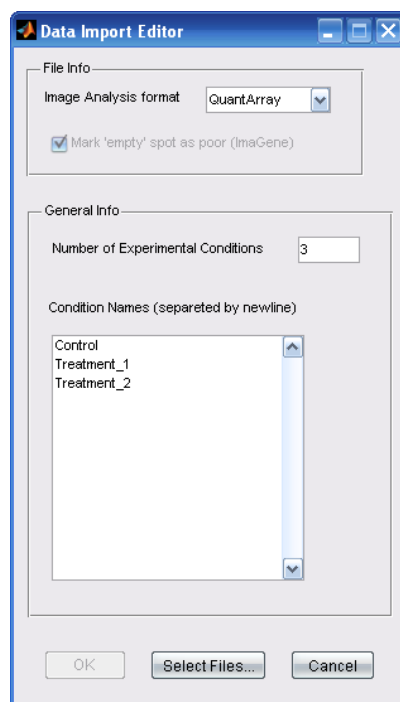 Data Import Editor
File Info
Image Analysis format QuantArray
Mark 'empty' spot as poor (ImaGene)
General Info
Number of Experimental Conditions 3
Condition Names (separeted by newline)
Control
Treatment_1
Treatment_2
OK Select Files... Cancel